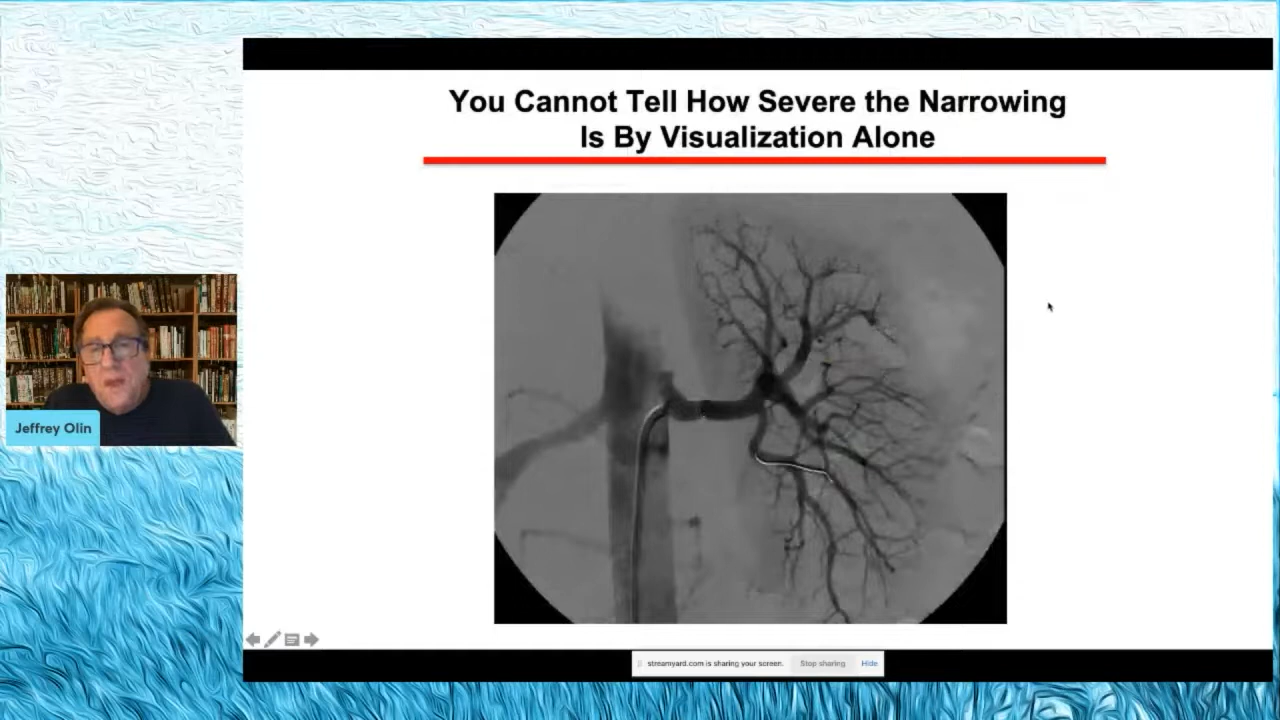 You Cannot Tell How Severe the Narrowing
Is By Visualization Alone
Jeffrey Olin
streamyard.com is sharing your screen.
Stop sharing
Hide